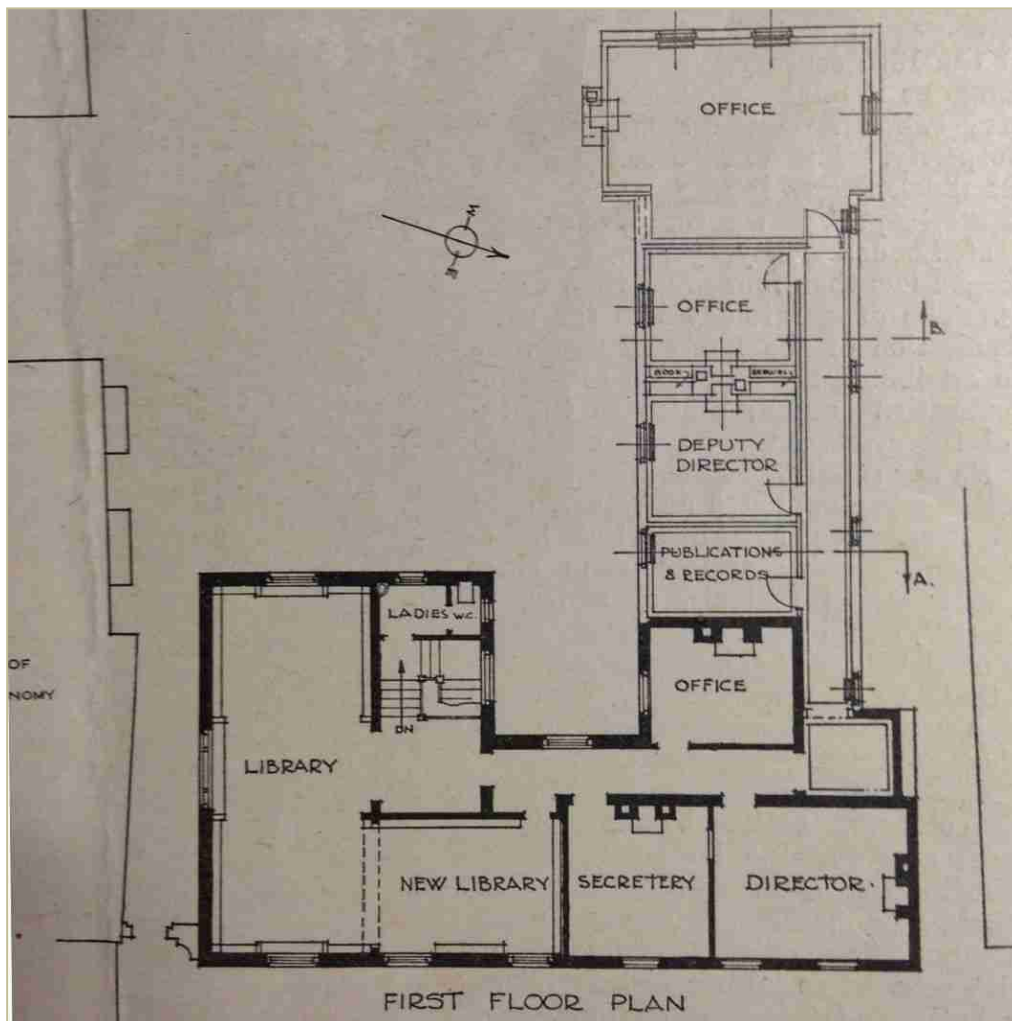 OFFICE
W
E
OFFICE
B.
BOOK
DEPUTY
DIRECTOR
PUBLICATIONS
& RECORDS
A.
LADIES W.C.
OF
NOMY
OFFICE
DN
LIBRARY
NEW LIBRARY
SECRETERY
DIRECTOR.
FIRST FLOOR PLAN